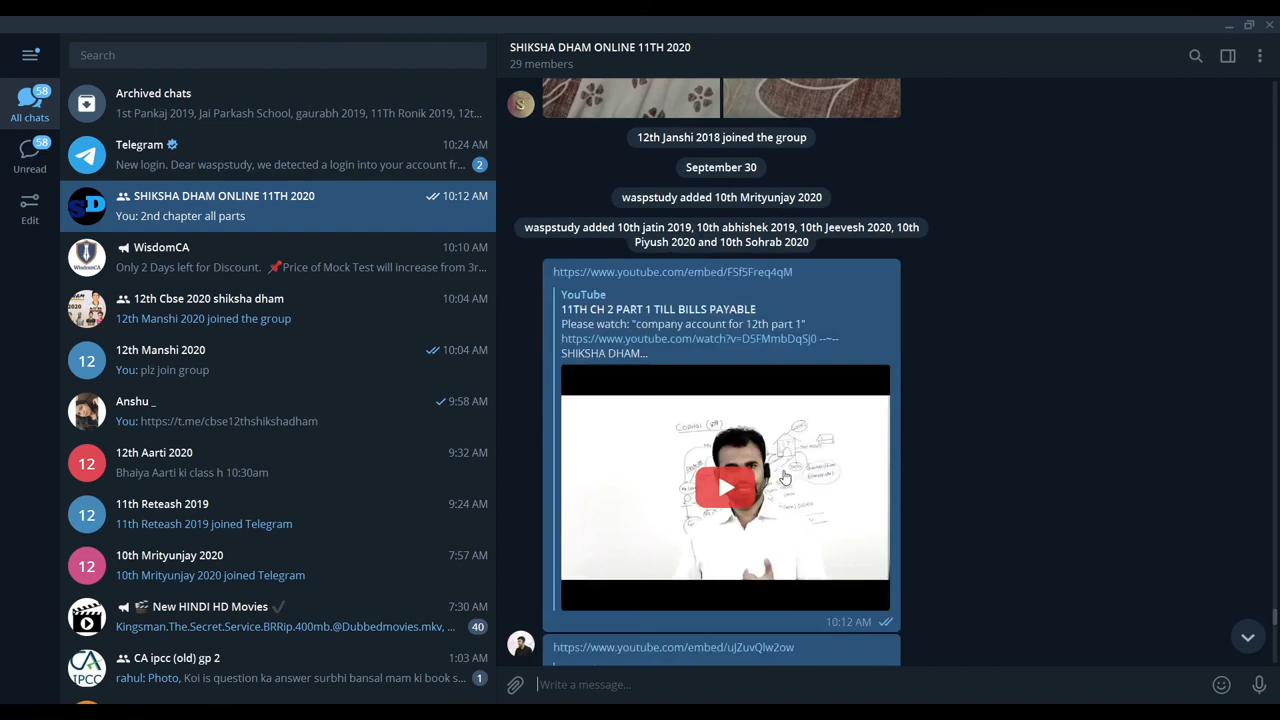 Search
58
All chats
58
Unread
Edit
Archived chats
1st Pankaj 2019, Jai Parkash School, gaurabh 2019, 11Th Ronik 2019, 12t...
Telegram
10:24 AM
New login. Dear waspstudy, we detected a login into your account fr...
2
SHIKSHA DHAM ONLINE 11TH 2020
10:12 AM
You: 2nd chapter all parts
SD
WisdomCA
10:10 AM
Only 2 Days left for Discount. 📌Price of Mock Test will increase from 3r...
WisdomCA
12th Cbse 2020 shiksha dham
10:04 AM
12th Manshi 2020 joined the group
12
12th Manshi 2020
10:04 AM
You: plz join group
Anshu _
9:58 AM
You: https://t.me/cbse12thshikshadham
12
12th Aarti 2020
9:32 AM
Bhaiya Aarti ki class h 10:30am
12
11th Reteash 2019
9:24 AM
11th Reteash 2019 joined Telegram
12
10th Mrityunjay 2020
7:57 AM
10th Mrityunjay 2020 joined Telegram
🎬 New HINDI HD Movies ✓
7:30 AM
Kingsman.The.Secret.Service.BRRip.400mb.@Dubbedmovies.mkv, ...
40
CA ipcc (old) gp 2
1:03 AM
rahul: Photo, Koi is question ka answer surbhi bansal mam ki book s...
1
CA
IPCC
SHIKSHA DHAM ONLINE 11TH 2020
29 members
S
12th Janshi 2018 joined the group
September 30
waspstudy added 10th Mrityunjay 2020
waspstudy added 10th jatin 2019, 10th abhishek 2019, 10th Jeevesh 2020, 10th
Piyush 2020 and 10th Sohrab 2020
https://www.youtube.com/embed/FSf5Freq4qM
YouTube
11TH CH 2 PART 1 TILL BILLS PAYABLE
Please watch: "company account for 12th part 1"
https://www.youtube.com/watch?v=D5FMmbDqSj0 --~--
SHIKSHA DHAM...
10:12 AM
https://www.youtube.com/embed/uJZuvQlw2ow
Write a message...